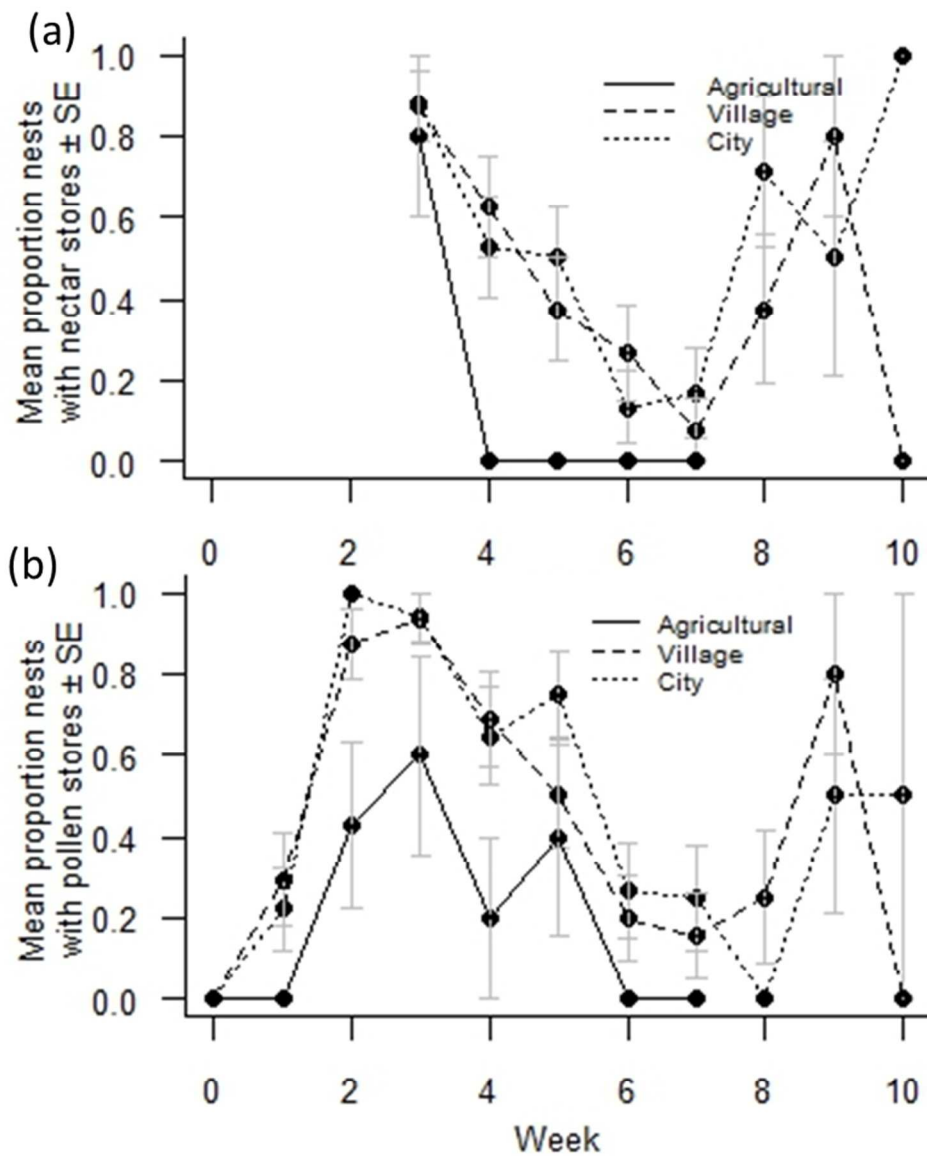 (a)
Mean proportion nests
with nectar stores ± SE
1.0
0.8
0.6
0.4
0.2
0.0
Agricultural
Village
City
0 2 4 6 8 10
(b)
Mean proportion nests
with pollen stores ± SE
1.0
0.8
0.6
0.4
0.2
0.0
Agricultural
Village
City
0 2 4 6 8 10
Week